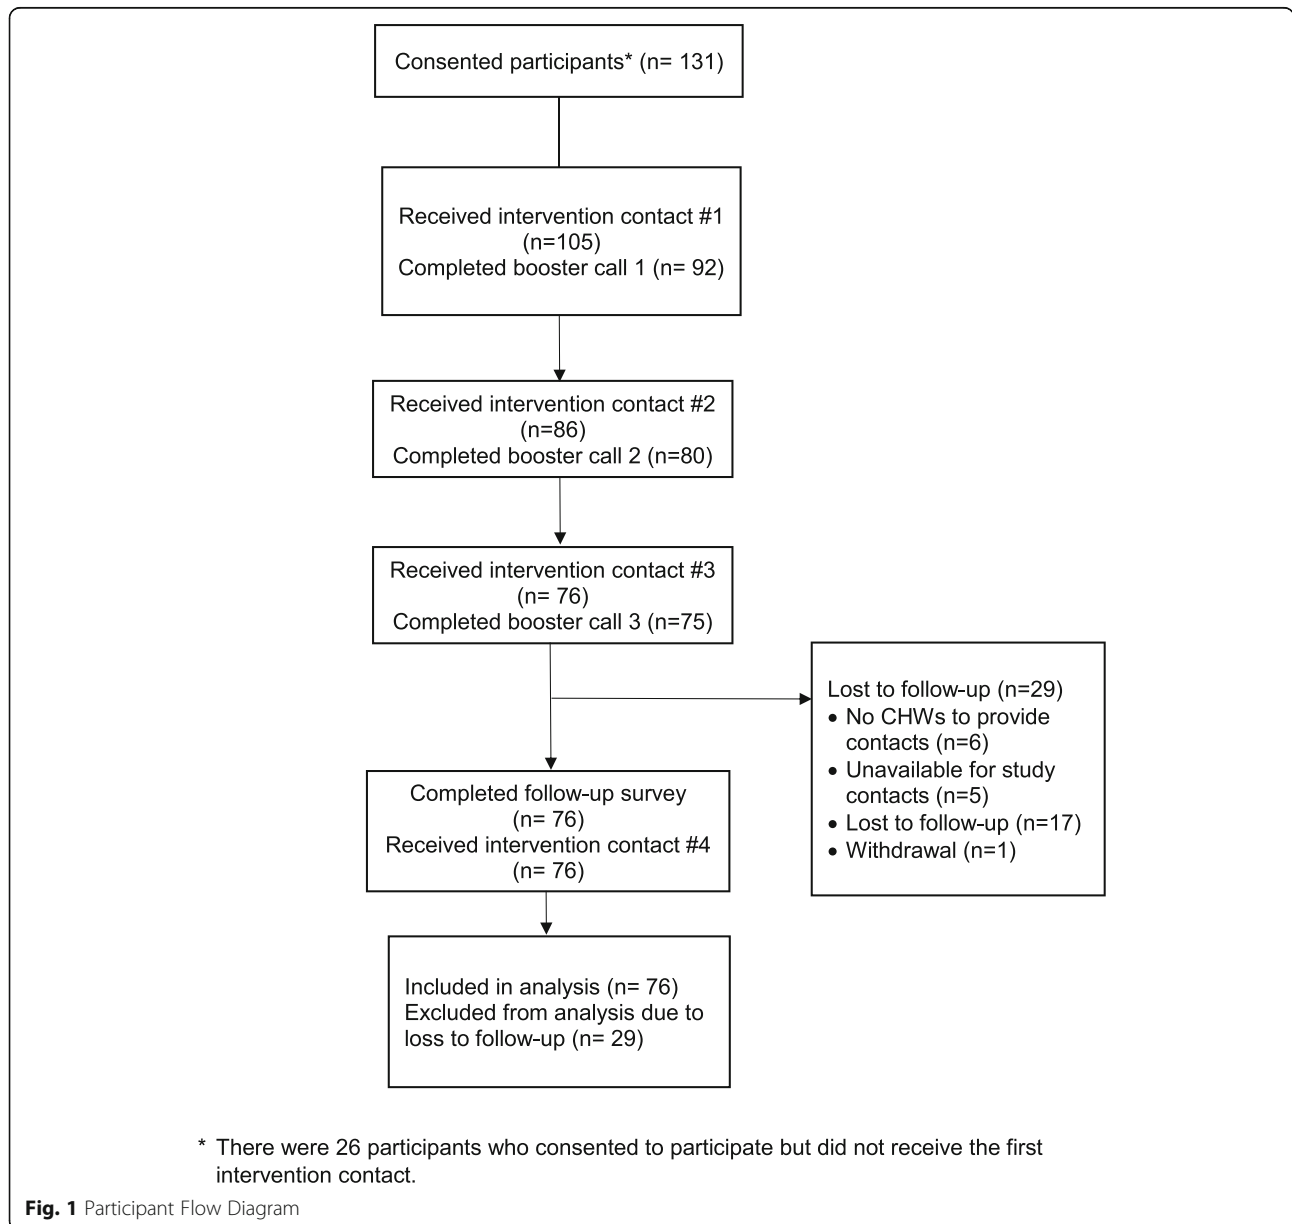 Consented participants* (n= 131)
Received intervention contact #1
(n=105)
Completed booster call 1 (n= 92)
Received intervention contact #2
(n=86)
Completed booster call 2 (n=80)
Received intervention contact #3
(n= 76)
Completed booster call 3 (n=75)
Lost to follow-up (n=29)
• No CHWs to provide
contacts (n=6)
• Unavailable for study
contacts (n=5)
• Lost to follow-up (n=17)
• Withdrawal (n=1)
Completed follow-up survey
(n= 76)
Received intervention contact #4
(n= 76)
Included in analysis (n= 76)
Excluded from analysis due to
loss to follow-up (n= 29)
* There were 26 participants who consented to participate but did not receive the first
intervention contact.
Fig. 1 Participant Flow Diagram